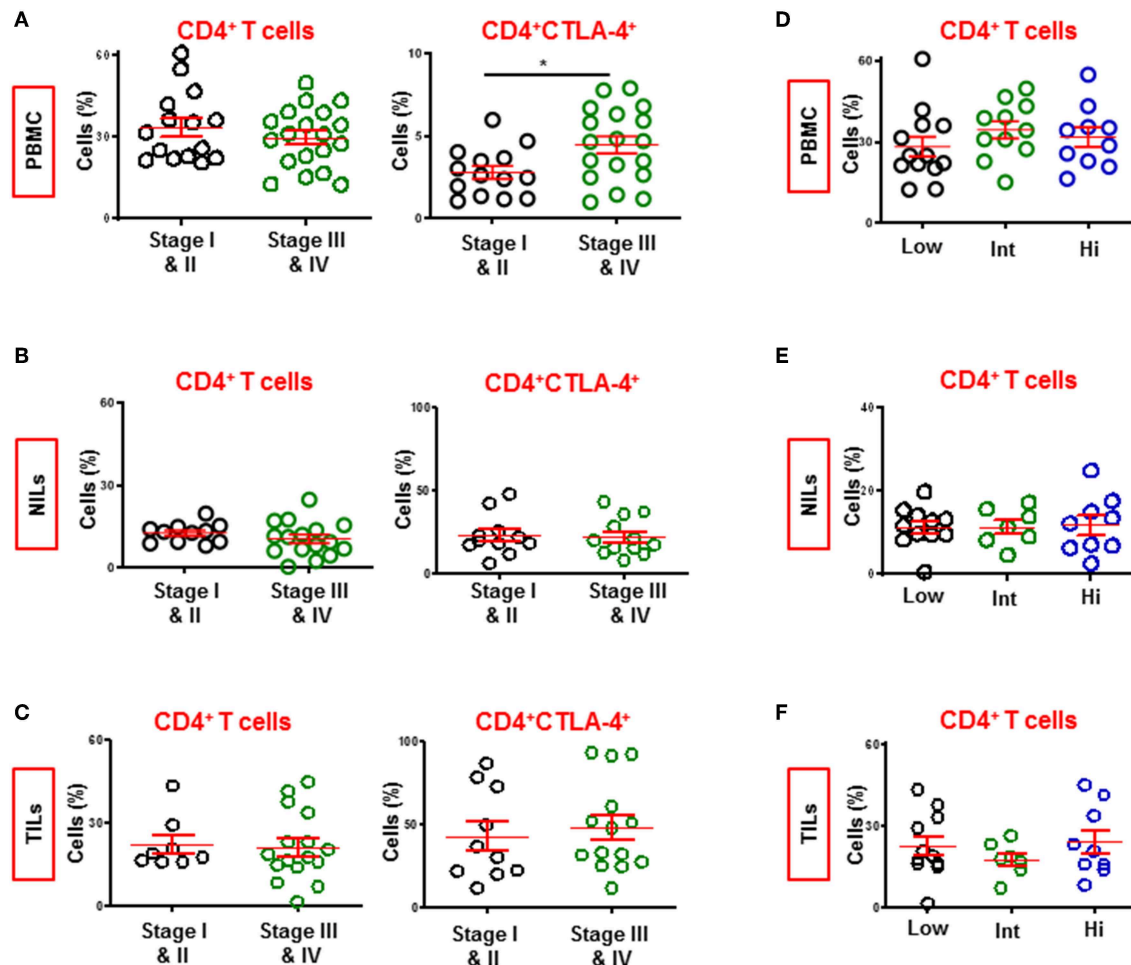 A
CD4⁺ T cells
CD4⁺CTLA-4⁺
PBMC
Cells (%)
60
30
0
Stage I
& II
Stage III
& IV
Cells (%)
10
5
0
*
Stage I
& II
Stage III
& IV
D
CD4⁺ T cells
PBMC
Cells (%)
60
30
0
Low
Int
Hi
B
CD4⁺ T cells
CD4⁺CTLA-4⁺
NILs
Cells (%)
60
30
0
Stage I
& II
Stage III
& IV
Cells (%)
100
50
0
Stage I
& II
Stage III
& IV
E
CD4⁺ T cells
NILs
Cells (%)
40
20
0
Low
Int
Hi
C
CD4⁺ T cells
CD4⁺CTLA-4⁺
TILs
Cells (%)
60
30
0
Stage I
& II
Stage III
& IV
Cells (%)
100
50
0
Stage I
& II
Stage III
& IV
F
CD4⁺ T cells
TILs
Cells (%)
60
30
0
Low
Int
Hi